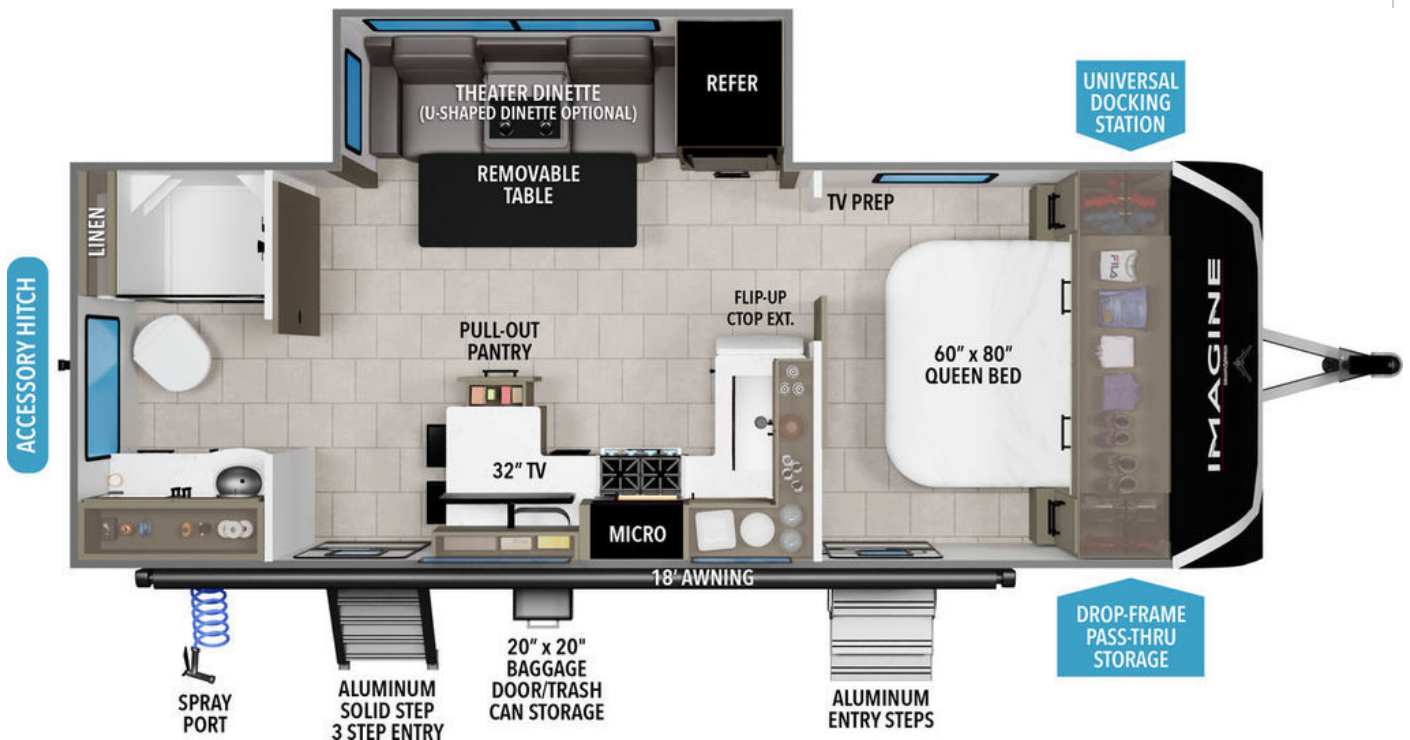 THEATER DINETTE
(U-SHAPED DINETTE OPTIONAL)
REFER
UNIVERSAL
DOCKING
STATION
REMOVABLE
TABLE
TV PREP
LINEN
ACCESSORY HITCH
FLIP-UP
CTOP EXT.
PULL-OUT
PANTRY
60" x 80"
QUEEN BED
FILA
IMAGINE
32" TV
MICRO
18' AWNING
SPRAY
PORT
ALUMINUM
SOLID STEP
3 STEP ENTRY
20" x 20"
BAGGAGE
DOOR/TRASH
CAN STORAGE
ALUMINUM
ENTRY STEPS
DROP-FRAME
PASS-THRU
STORAGE